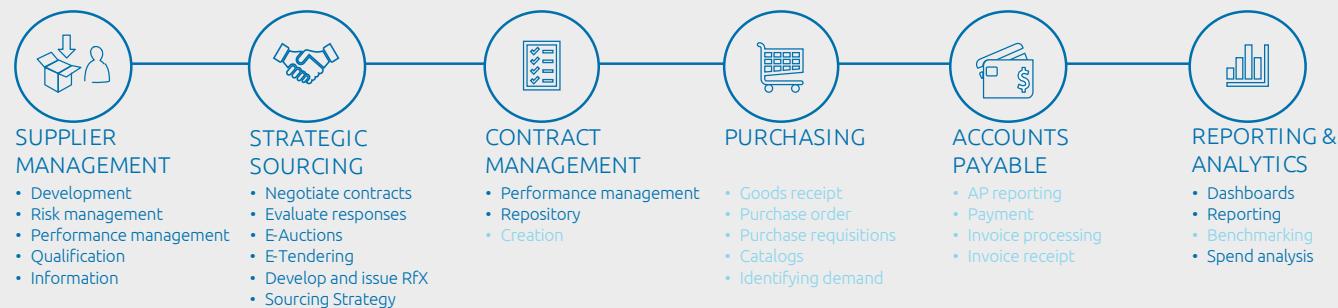 SUPPLIER
MANAGEMENT
• Development
• Risk management
• Performance management
• Qualification
• Information
STRATEGIC
SOURCING
• Negotiate contracts
• Evaluate responses
• E-Auctions
• E-Tendering
• Develop and issue RfX
• Sourcing Strategy
CONTRACT
MANAGEMENT
• Performance management
• Repository
• Creation
PURCHASING
• Goods receipt
• Purchase order
• Purchase requisitions
• Catalogs
• Identifying demand
$
ACCOUNTS
PAYABLE
• AP reporting
• Payment
• Invoice processing
• Invoice receipt
REPORTING &
ANALYTICS
• Dashboards
• Reporting
• Benchmarking
• Spend analysis